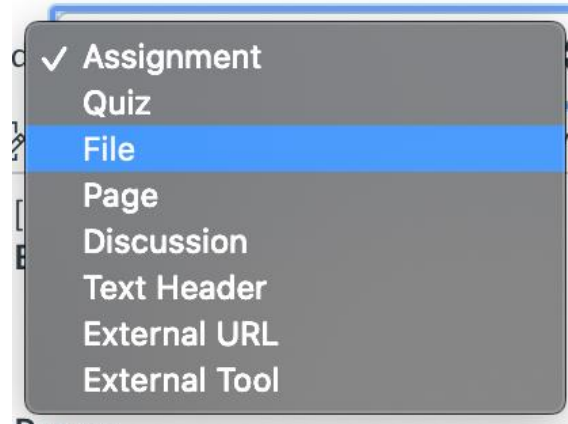 ✓ Assignment
Quiz
File
Page
Discussion
Text Header
External URL
External Tool